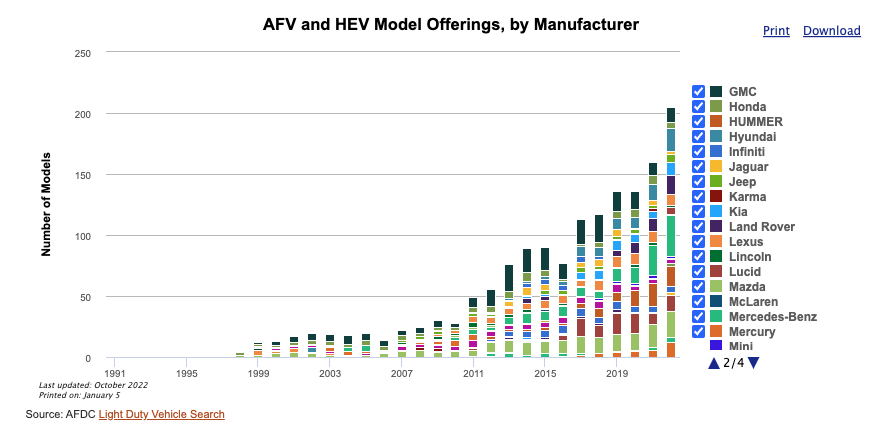 AFV and HEV Model Offerings, by Manufacturer
Print Download
250
200
150
100
50
0
Number of Models
1991 1995 1999 2003 2007 2011 2015 2019
GMC
Honda
HUMMER
Hyundai
Infiniti
Jaguar
Jeep
Karma
Kia
Land Rover
Lexus
Lincoln
Lucid
Mazda
McLaren
Mercedes-Benz
Mercury
Mini
▲ 2/4 ▼
Last updated: October 2022
Printed on: January 5
Source: AFDC Light Duty Vehicle Search